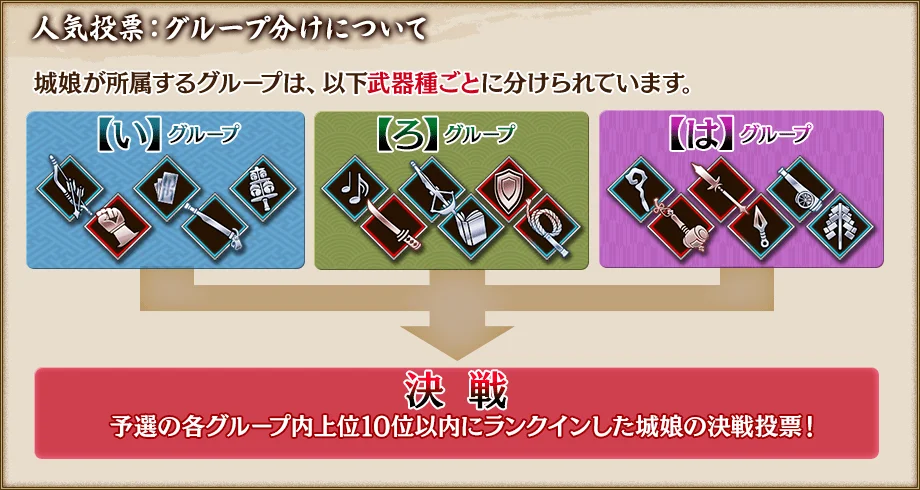 人気投票：グループ分けについて
城娘が所属するグループは、以下武器種ごとに分けられています。
【い】グループ
【ろ】グループ
【は】グループ
決戦
予選の各グループ内上位10位以内にランクインした城娘の決戦投票！